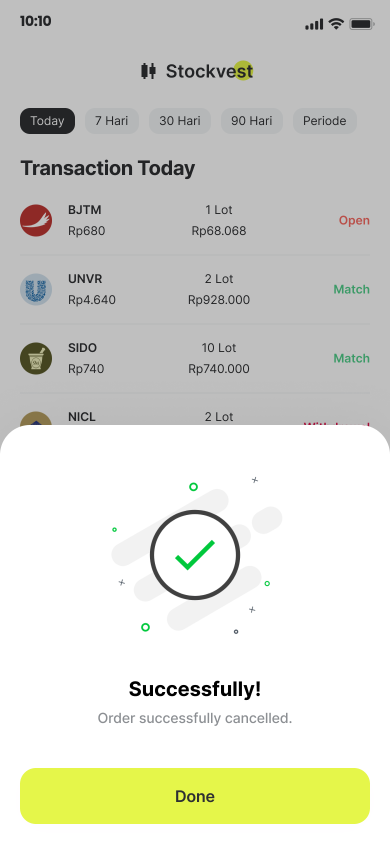 10:10
Stockvest
Today 7 Hari 30 Hari 90 Hari Periode
Transaction Today
BJTM 1 Lot
Rp680 Rp68.068 Open
UNVR 2 Lot
Rp4.640 Rp928.000 Match
SIDO 10 Lot
Rp740 Rp740.000 Match
NICL 2 Lot
Successfully!
Order successfully cancelled.
Done